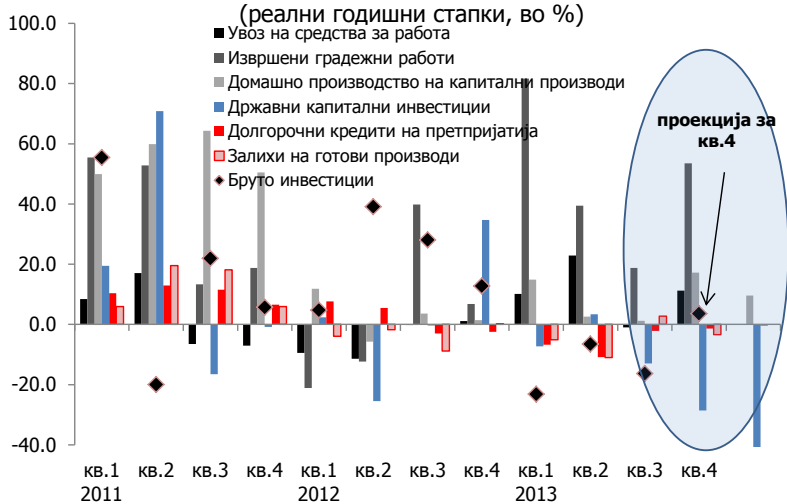 (реални годишни стапки, во %)
100.0
80.0
60.0
40.0
20.0
0.0
-20.0
-40.0
Увоз на средства за работа
Извршени градежни работи
Домашно производство на капитални производи
Државни капитални инвестиции
Долгорочни кредити на претпријатија
Залихи на готови производи
Бруто инвестиции
проекција за
кв.4
кв.1 кв.2 кв.3 кв.4 кв.1 кв.2 кв.3 кв.4 кв.1 кв.2 кв.3 кв.4
2011 2012 2013